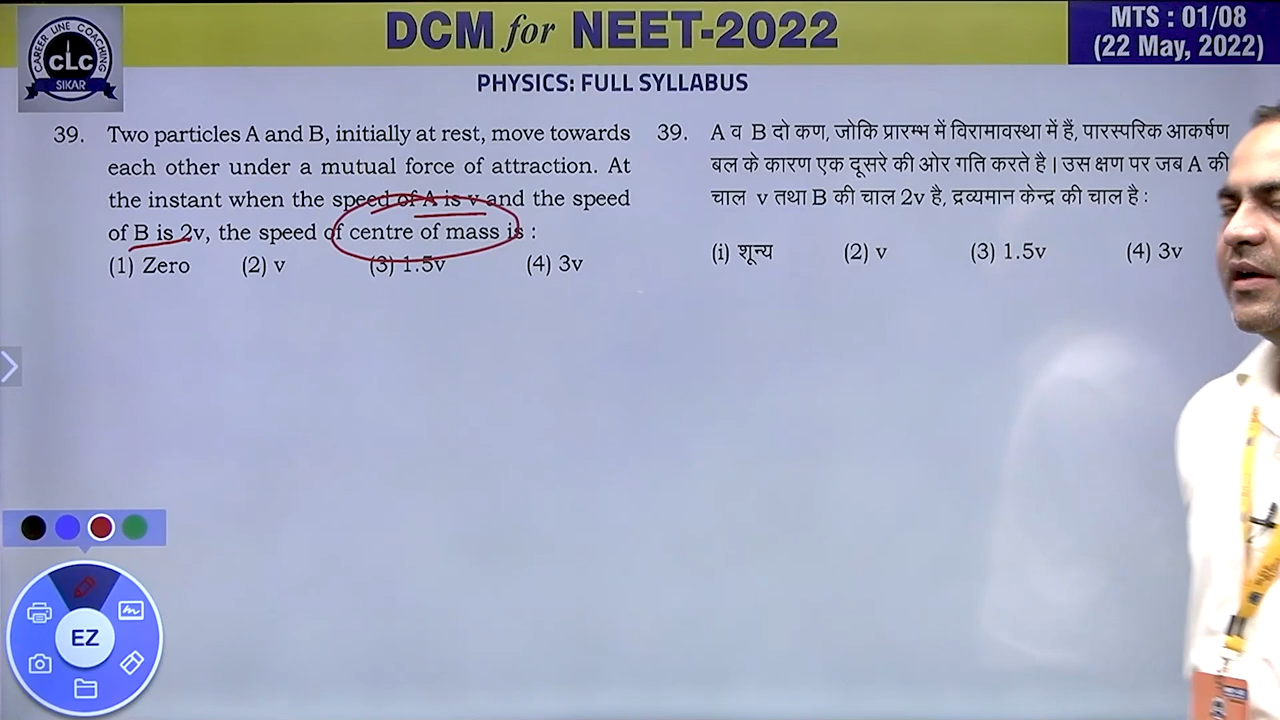 DCM for NEET-2022
MTS : 01/08
(22 May, 2022)
CAREER LINE COACHING
CLC
SIKAR
PHYSICS: FULL SYLLABUS
39. Two particles A and B, initially at rest, move towards
each other under a mutual force of attraction. At
the instant when the speed of A is v and the speed
of B is 2v, the speed of centre of mass is :
(1) Zero (2) v (3) 1.5v (4) 3v
39. A व B दो कण, जोकि प्रारम्भ में विरामावस्था में हैं, पारस्परिक आकर्षण
बल के कारण एक दूसरे की ओर गति करते है। उस क्षण पर जब A की
चाल v तथा B की चाल 2v है, द्रव्यमान केन्द्र की चाल है :
(i) शून्य (2) v (3) 1.5v (4) 3v
EZ